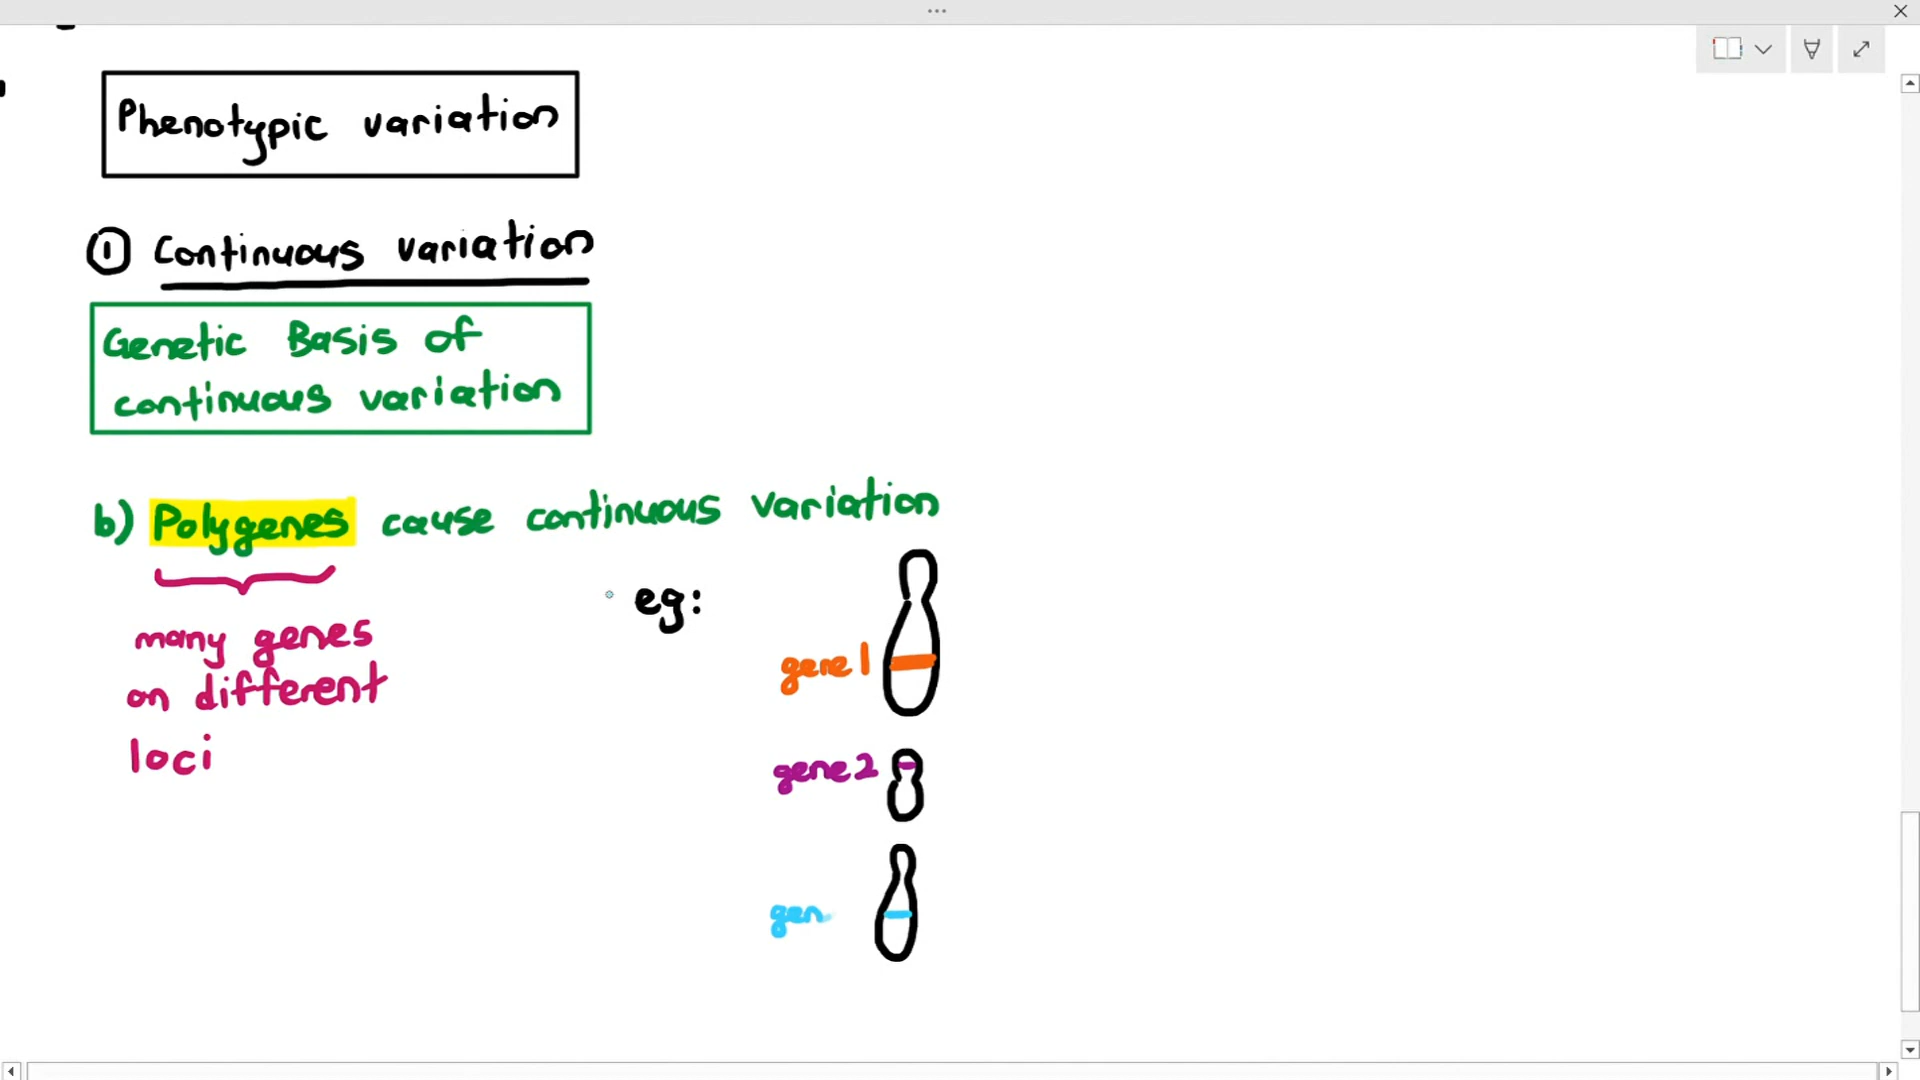 Phenotypic variation
1 Continuous variation
Genetic Basis of
continuous variation
b) Polygenes cause continuous variation
eg:
many genes
on different
loci
gene 1
gene 2
gen